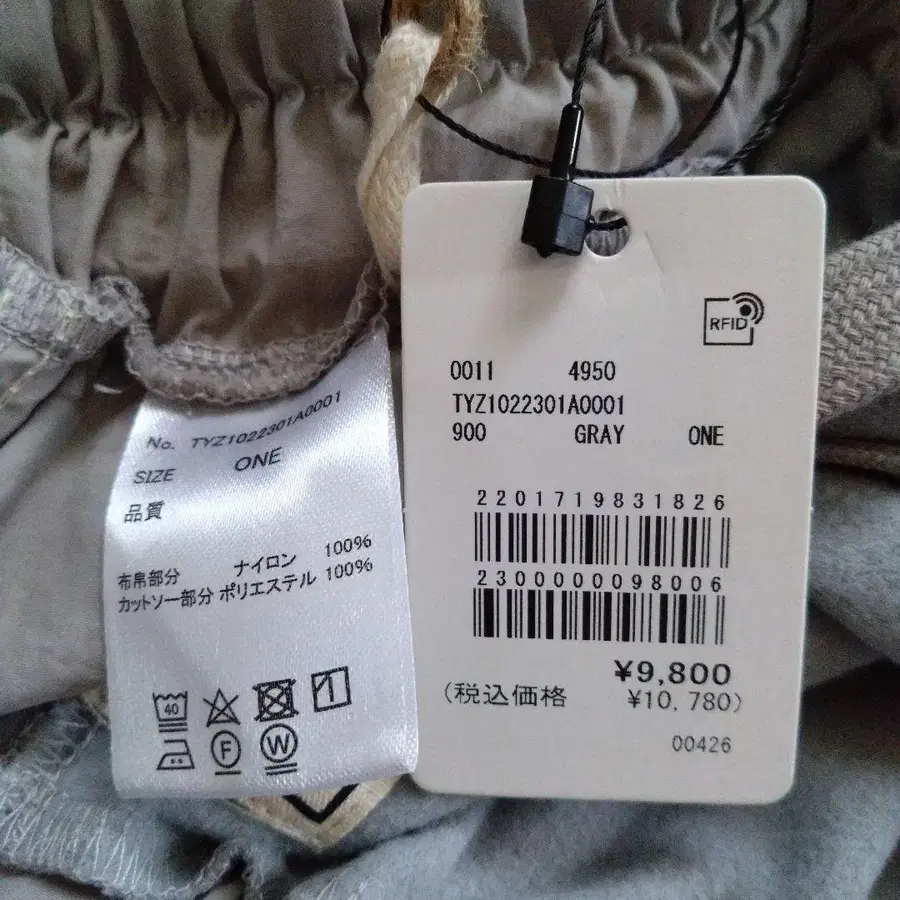 No. TYZ1022301A0001
SIZE ONE
品質
布帛部分 ナイロン 100%
カットソー部分 ポリエステル 100%
40
F W
RFID
0011 4950
TYZ1022301A0001
900 GRAY ONE
2201719831826
2300000098006
¥9,800
(税込価格 ¥10,780)
00426